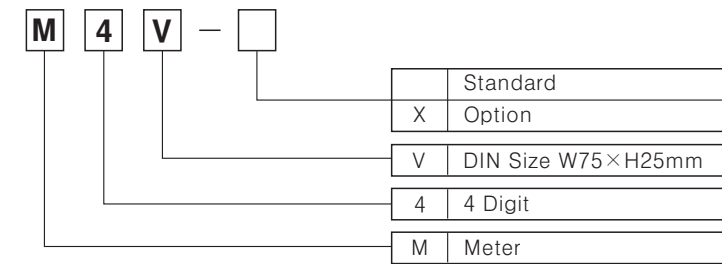 M 4 V –
Standard
X Option
V DIN Size W75×H25mm
4 4 Digit
M Meter